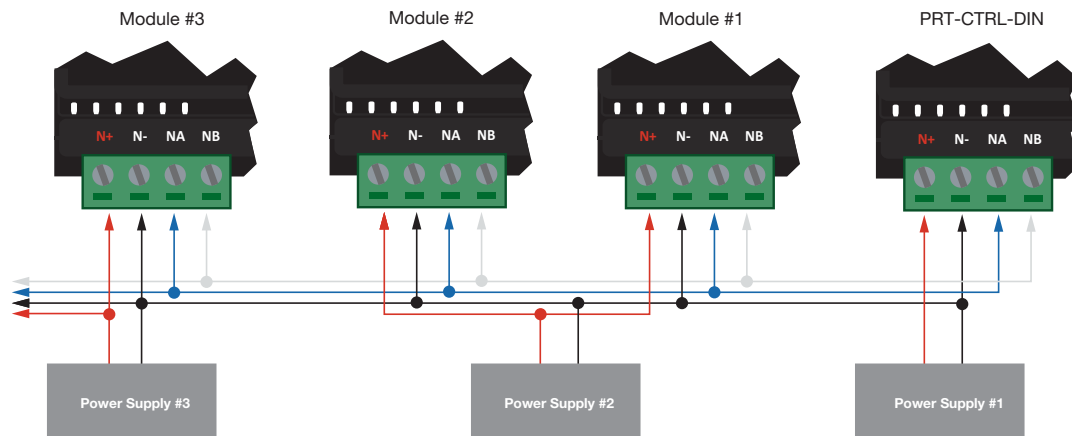 Module #3
Module #2
Module #1
PRT-CTRL-DIN
N+ N- NA NB
N+ N- NA NB
N+ N- NA NB
N+ N- NA NB
Power Supply #3
Power Supply #2
Power Supply #1